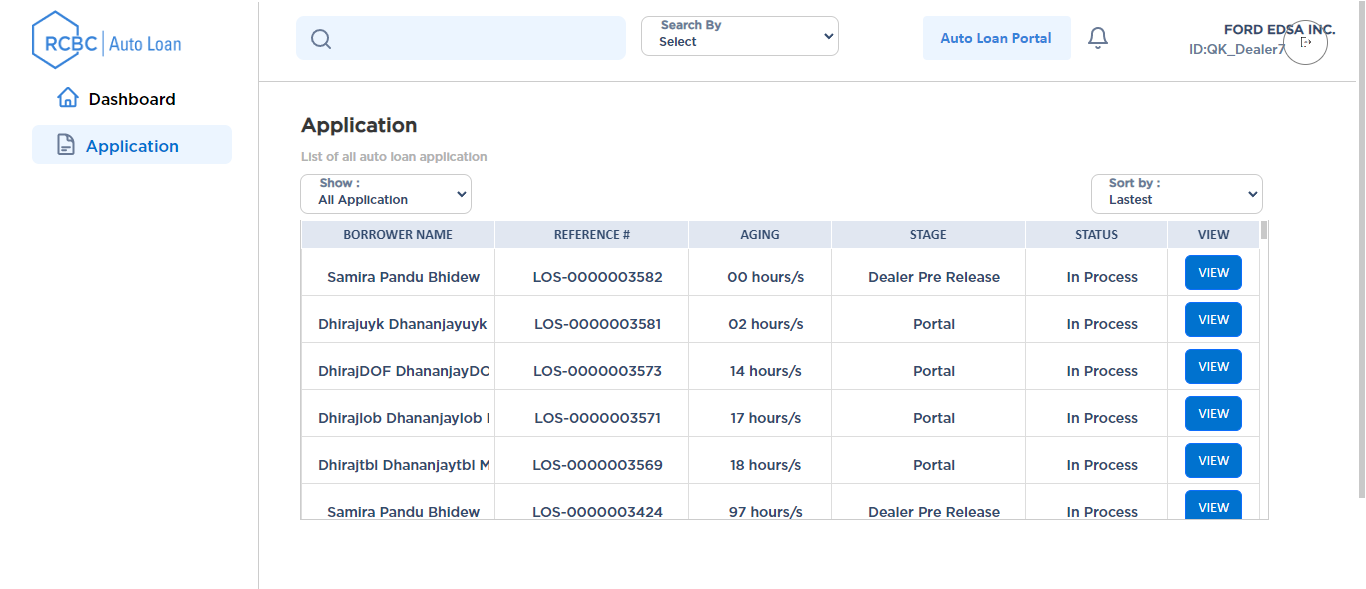 RCBC | Auto Loan
Dashboard
Application
Search By
Select
Auto Loan Portal
FORD EDSA INC.
ID:QK_Dealer7
Application
List of all auto loan application
Show :
All Application
Sort by :
Lastest
BORROWER NAME REFERENCE # AGING STAGE STATUS VIEW
Samira Pandu Bhidew LOS-0000003582 00 hours/s Dealer Pre Release In Process VIEW
Dhirajuyk Dhananjayuyk LOS-0000003581 02 hours/s Portal In Process VIEW
DhirajDOF DhananjayDO LOS-0000003573 14 hours/s Portal In Process VIEW
Dhirajlob Dhananjaylob LOS-0000003571 17 hours/s Portal In Process VIEW
Dhirajtbl Dhananjaytbl M LOS-0000003569 18 hours/s Portal In Process VIEW
Samira Pandu Bhidew LOS-0000003424 97 hours/s Dealer Pre Release In Process VIEW